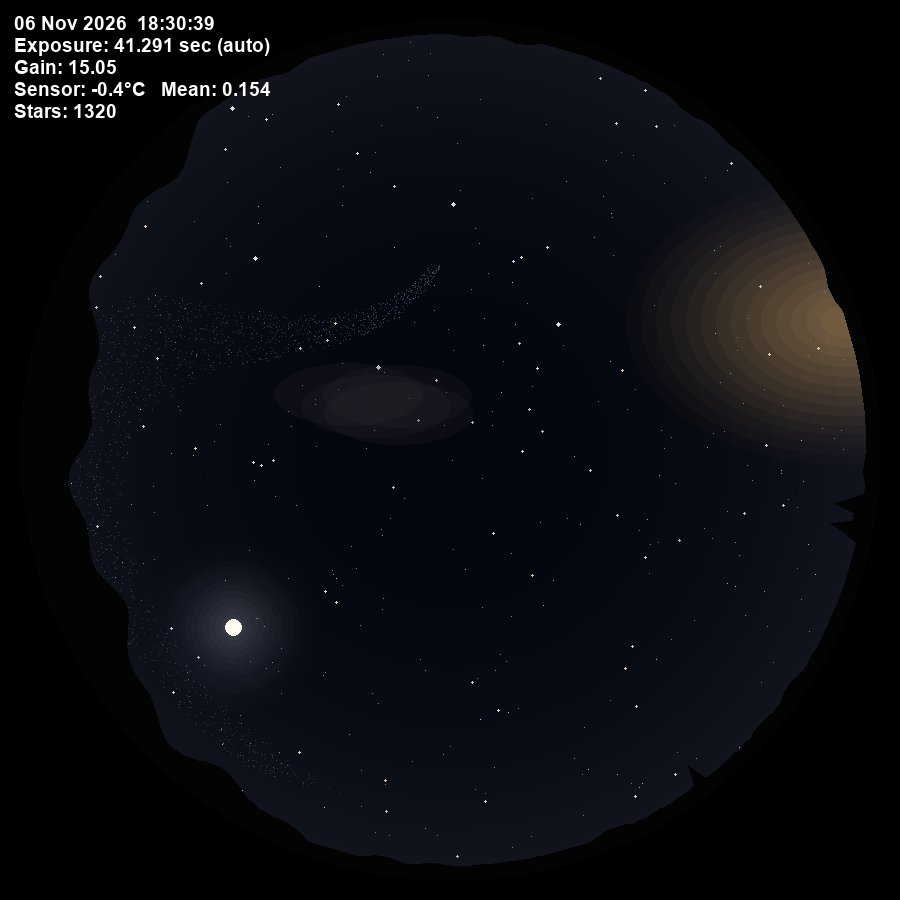 06 Nov 2026  18:30:39
Exposure: 41.291 sec (auto)
Gain: 15.05
Sensor: -0.4°C   Mean: 0.154
Stars: 1320